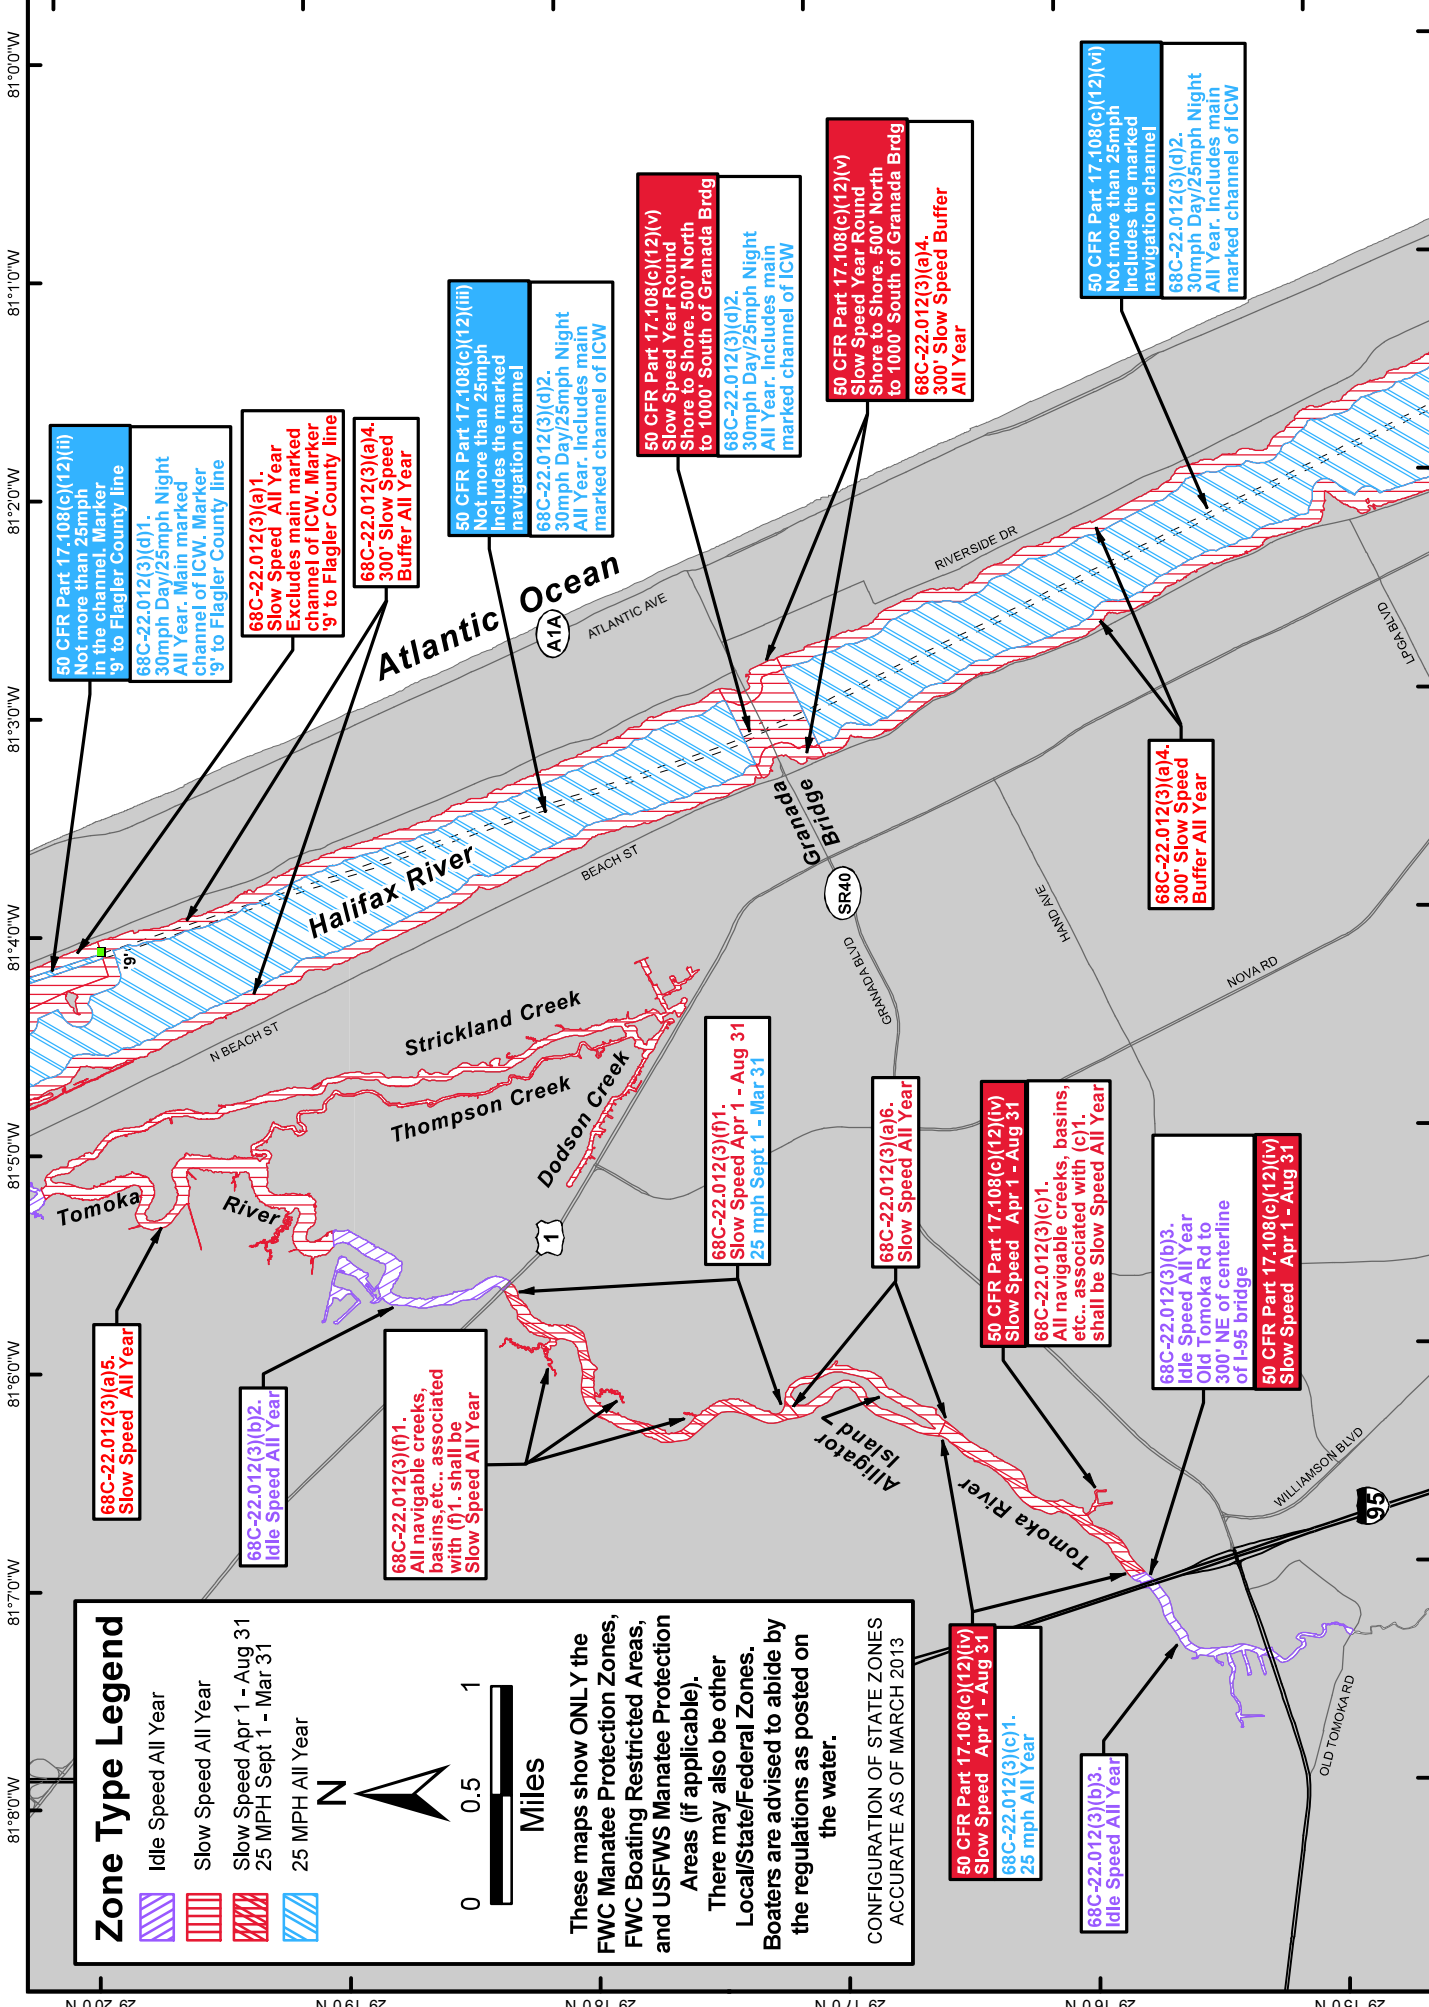 Zone Type Legend
Idle Speed All Year
Slow Speed All Year
Slow Speed Apr 1 - Aug 31
25 MPH Sept 1 - Mar 31
25 MPH All Year
N
0
0.5
1
Miles
These maps show ONLY the
FWC Manatee Protection Zones,
FWC Boating Restricted Areas,
and USFWS Manatee Protection
Areas (if applicable).
There may also be other
Local/State/Federal Zones.
Boaters are advised to abide by
the regulations as posted on
the water.
CONFIGURATION OF STATE ZONES
ACCURATE AS OF MARCH 2013
81°8'0"W
81°7'0"W
81°6'0"W
81°5'0"W
81°4'0"W
81°3'0"W
81°2'0"W
81°1'0"W
81°0'0"W
68C-22.012(3)(a)5.
Slow Speed All Year
68C-22.012(3)(b)2.
Idle Speed All Year
68C-22.012(3)(f)1.
All navigable creeks,
basins,etc.. associated
with (f)1. shall be
Slow Speed All Year
50 CFR Part 17.108(c)(12)(ii)
Not more than 25mph
in the channel. Marker
'9' to Flagler County line
68C-22.012(3)(d)1.
30mph Day/25mph Night
All Year. Main marked
channel of ICW. Marker
'9' to Flagler County line
68C-22.012(3)(a)1.
Slow Speed All Year
Excludes main marked
channel of ICW. Marker
'9' to Flagler County line
68C-22.012(3)(a)4.
300' Slow Speed
Buffer All Year
50 CFR Part 17.108(c)(12)(iii)
Not more than 25mph
Includes the marked
navigation channel
68C-22.012(3)(d)2.
30mph Day/25mph Night
All Year. Includes main
marked channel of ICW
50 CFR Part 17.108(c)(12)(v)
Slow Speed Year Round
Shore to Shore. 500' North
to 1000' South of Granada Brdg
68C-22.012(3)(d)2.
30mph Day/25mph Night
All Year. Includes main
marked channel of ICW
50 CFR Part 17.108(c)(12)(v)
Slow Speed Year Round
Shore to Shore. 500' North
to 1000' South of Granada Brdg
68C-22.012(3)(a)4.
300' Slow Speed Buffer
All Year
50 CFR Part 17.108(c)(12)(vi)
Not more than 25mph
Includes the marked
navigation channel
68C-22.012(3)(d)2.
30mph Day/25mph Night
All Year. Includes main
marked channel of ICW
68C-22.012(3)(a)4.
300' Slow Speed
Buffer All Year
68C-22.012(3)(f)1.
Slow Speed Apr 1 - Aug 31
25 mph Sept 1 - Mar 31
68C-22.012(3)(a)6.
Slow Speed All Year
50 CFR Part 17.108(c)(12)(iv)
Slow Speed Apr 1 - Aug 31
68C-22.012(3)(c)1.
All navigable creeks, basins,
etc.. associated with (c)1.
shall be Slow Speed All Year
68C-22.012(3)(b)3.
Idle Speed All Year
Old Tomoka Rd to
300' NE of centerline
of I-95 bridge
50 CFR Part 17.108(c)(12)(iv)
Slow Speed Apr 1 - Aug 31
50 CFR Part 17.108(c)(12)(iv)
Slow Speed Apr 1 - Aug 31
68C-22.012(3)(c)1.
25 mph All Year
68C-22.012(3)(b)3.
Idle Speed All Year
Atlantic Ocean
Halifax River
'9'
Strickland Creek
Thompson Creek
Dodson Creek
Tomoka
River
Granada
Bridge
Alligator
Island
Tomoka River
A1A
ATLANTIC AVE
RIVERSIDE DR
BEACH ST
N BEACH ST
SR40
GRANADA BLVD
HAND AVE
NOVA RD
LPGA BLVD
WILLIAMSON BLVD
OLD TOMOKA RD
1
95